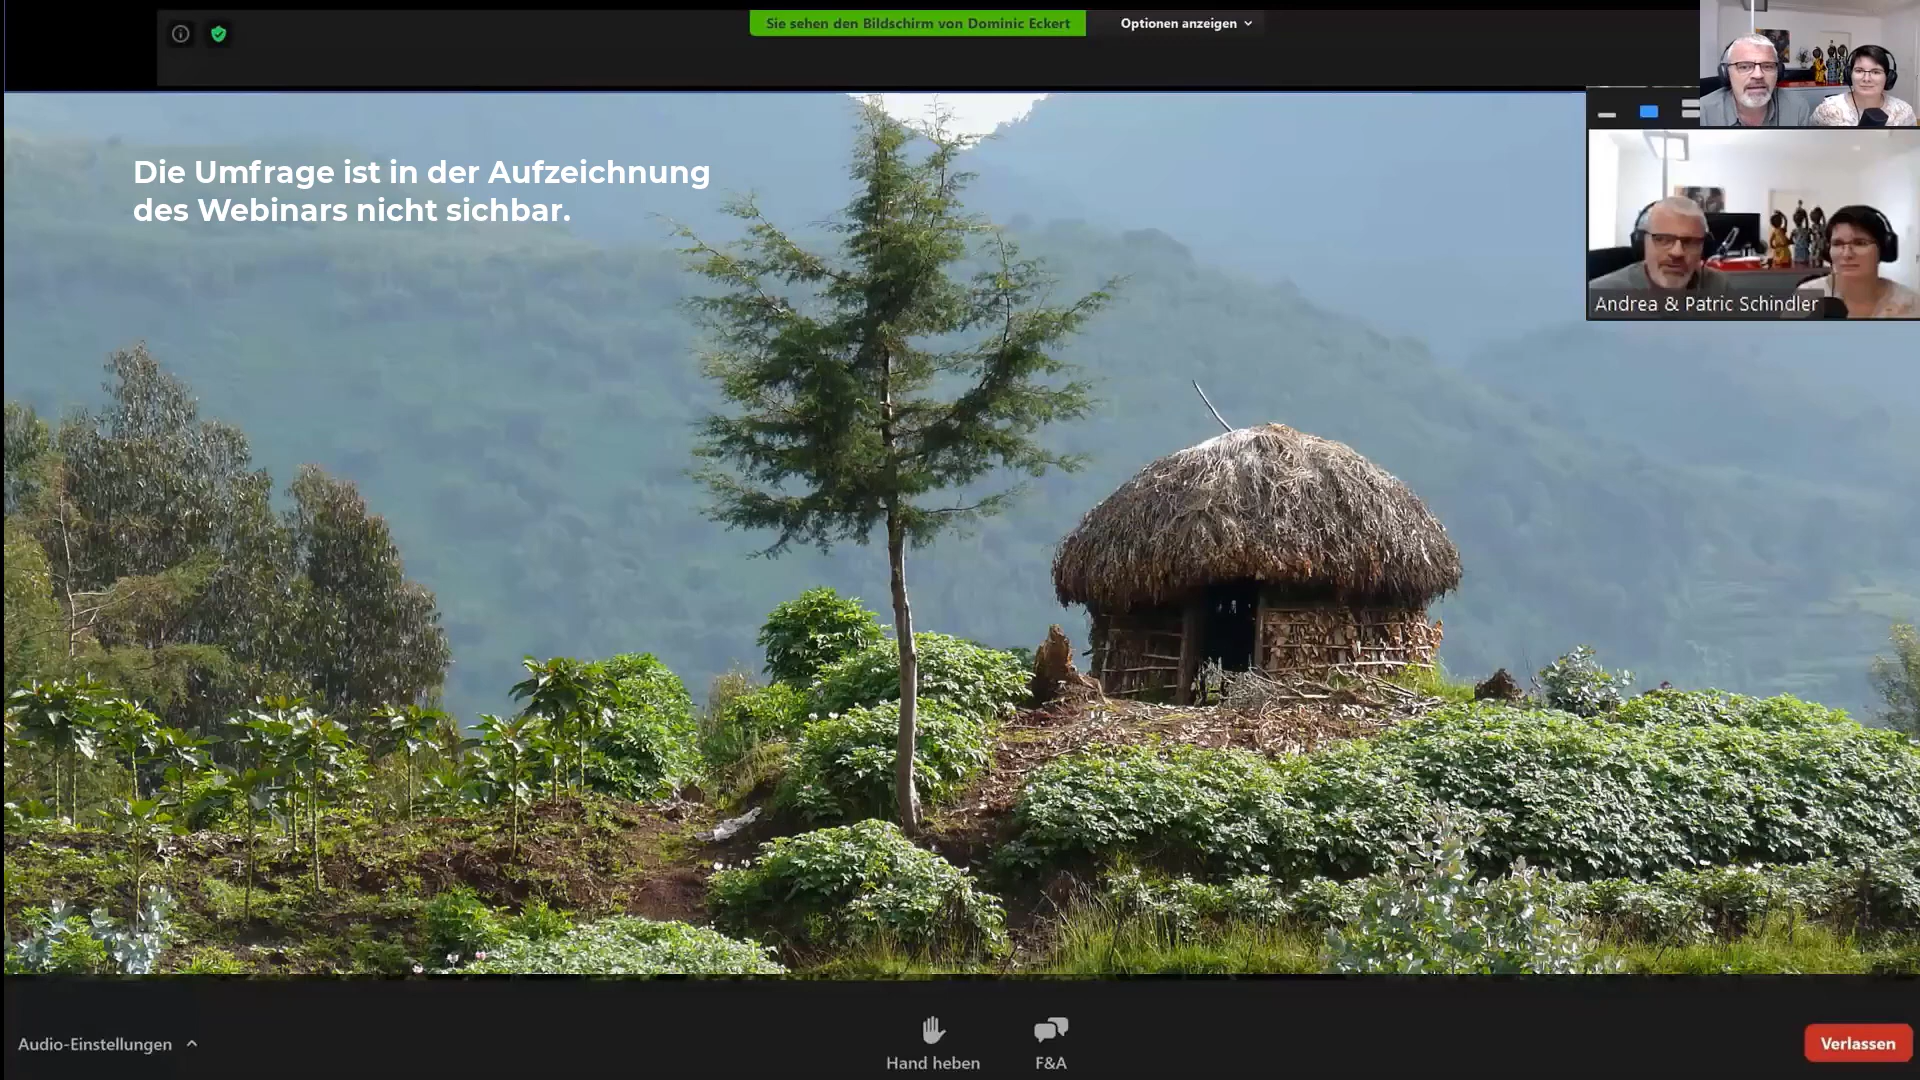 Sie sehen den Bildschirm von Dominic Eckert
Optionen anzeigen
Die Umfrage ist in der Aufzeichnung
des Webinars nicht sichbar.
Andrea & Patric Schindler
Audio-Einstellungen
Hand heben
F&A
Verlassen